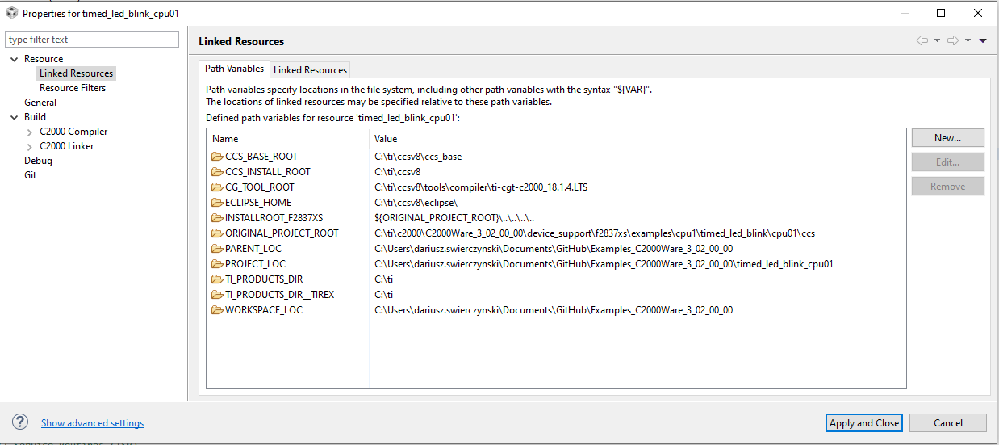 Properties for timed_led_blink_cpu01
type filter text
Resource
Linked Resources
Resource Filters
General
Build
C2000 Compiler
C2000 Linker
Debug
Git
Linked Resources
Path Variables Linked Resources
Path variables specify locations in the file system, including other path variables with the syntax "${VAR}".
The locations of linked resources may be specified relative to these path variables.
Defined path variables for resource 'timed_led_blink_cpu01':
Name Value
CCS_BASE_ROOT C:\ti\ccsv8\ccs_base
CCS_INSTALL_ROOT C:\ti\ccsv8
CG_TOOL_ROOT C:\ti\ccsv8\tools\compiler\ti-cgt-c2000_18.1.4.LTS
ECLIPSE_HOME C:\ti\ccsv8\eclipse\
INSTALLROOT_F2837XS ${ORIGINAL_PROJECT_ROOT}\..\..\..\..
ORIGINAL_PROJECT_ROOT C:\ti\c2000\C2000Ware_3_02_00_00\device_support\f2837xs\examples\cpu1\timed_led_blink\cpu01\ccs
PARENT_LOC C:\Users\dariusz.swierczynski\Documents\GitHub\Examples_C2000Ware_3_02_00_00
PROJECT_LOC C:\Users\dariusz.swierczynski\Documents\GitHub\Examples_C2000Ware_3_02_00_00\timed_led_blink_cpu01
TI_PRODUCTS_DIR C:\ti
TI_PRODUCTS_DIR__TIREX C:\ti
WORKSPACE_LOC C:\Users\dariusz.swierczynski\Documents\GitHub\Examples_C2000Ware_3_02_00_00
New...
Edit...
Remove
Show advanced settings
Apply and Close
Cancel